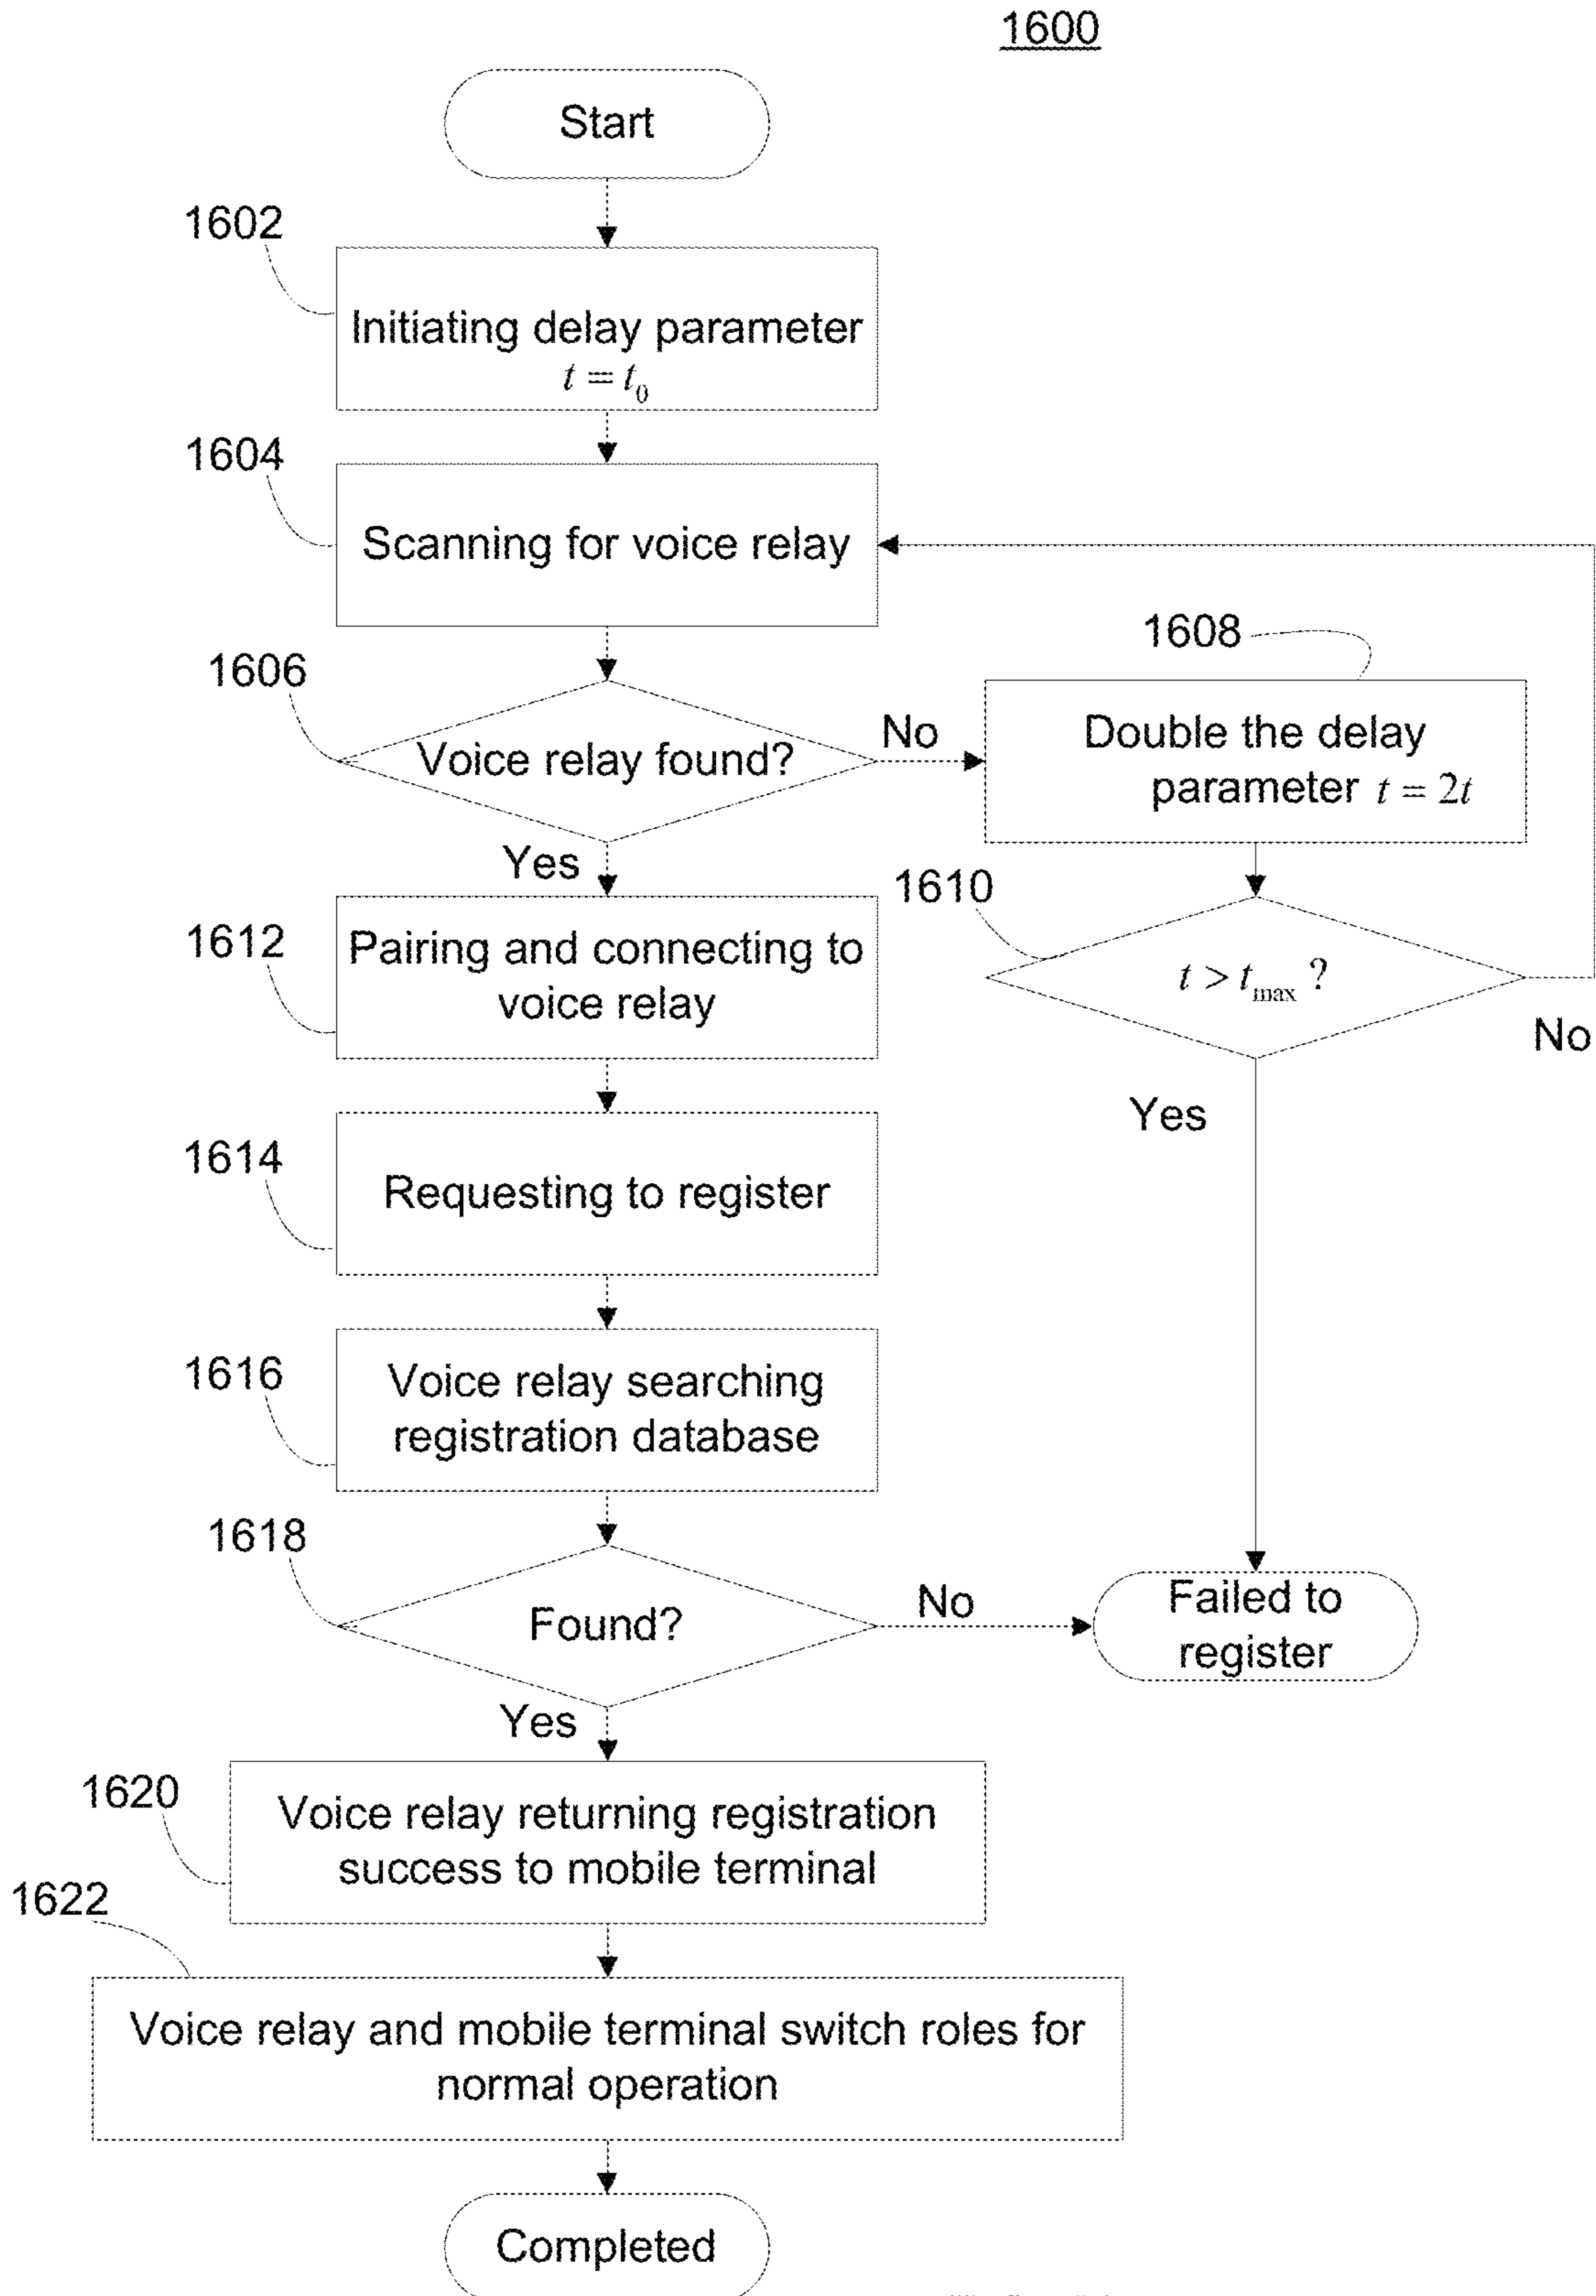 1600
Start
1602
Initiating delay parameter
t = t₀
1604
Scanning for voice relay
1606
Voice relay found?
No
1608
Double the delay
parameter t = 2t
Yes
1610
t > tmax ?
No
Yes
1612
Pairing and connecting to
voice relay
1614
Requesting to register
1616
Voice relay searching
registration database
1618
Found?
No
Failed to
register
Yes
1620
Voice relay returning registration
success to mobile terminal
1622
Voice relay and mobile terminal switch roles for
normal operation
Completed